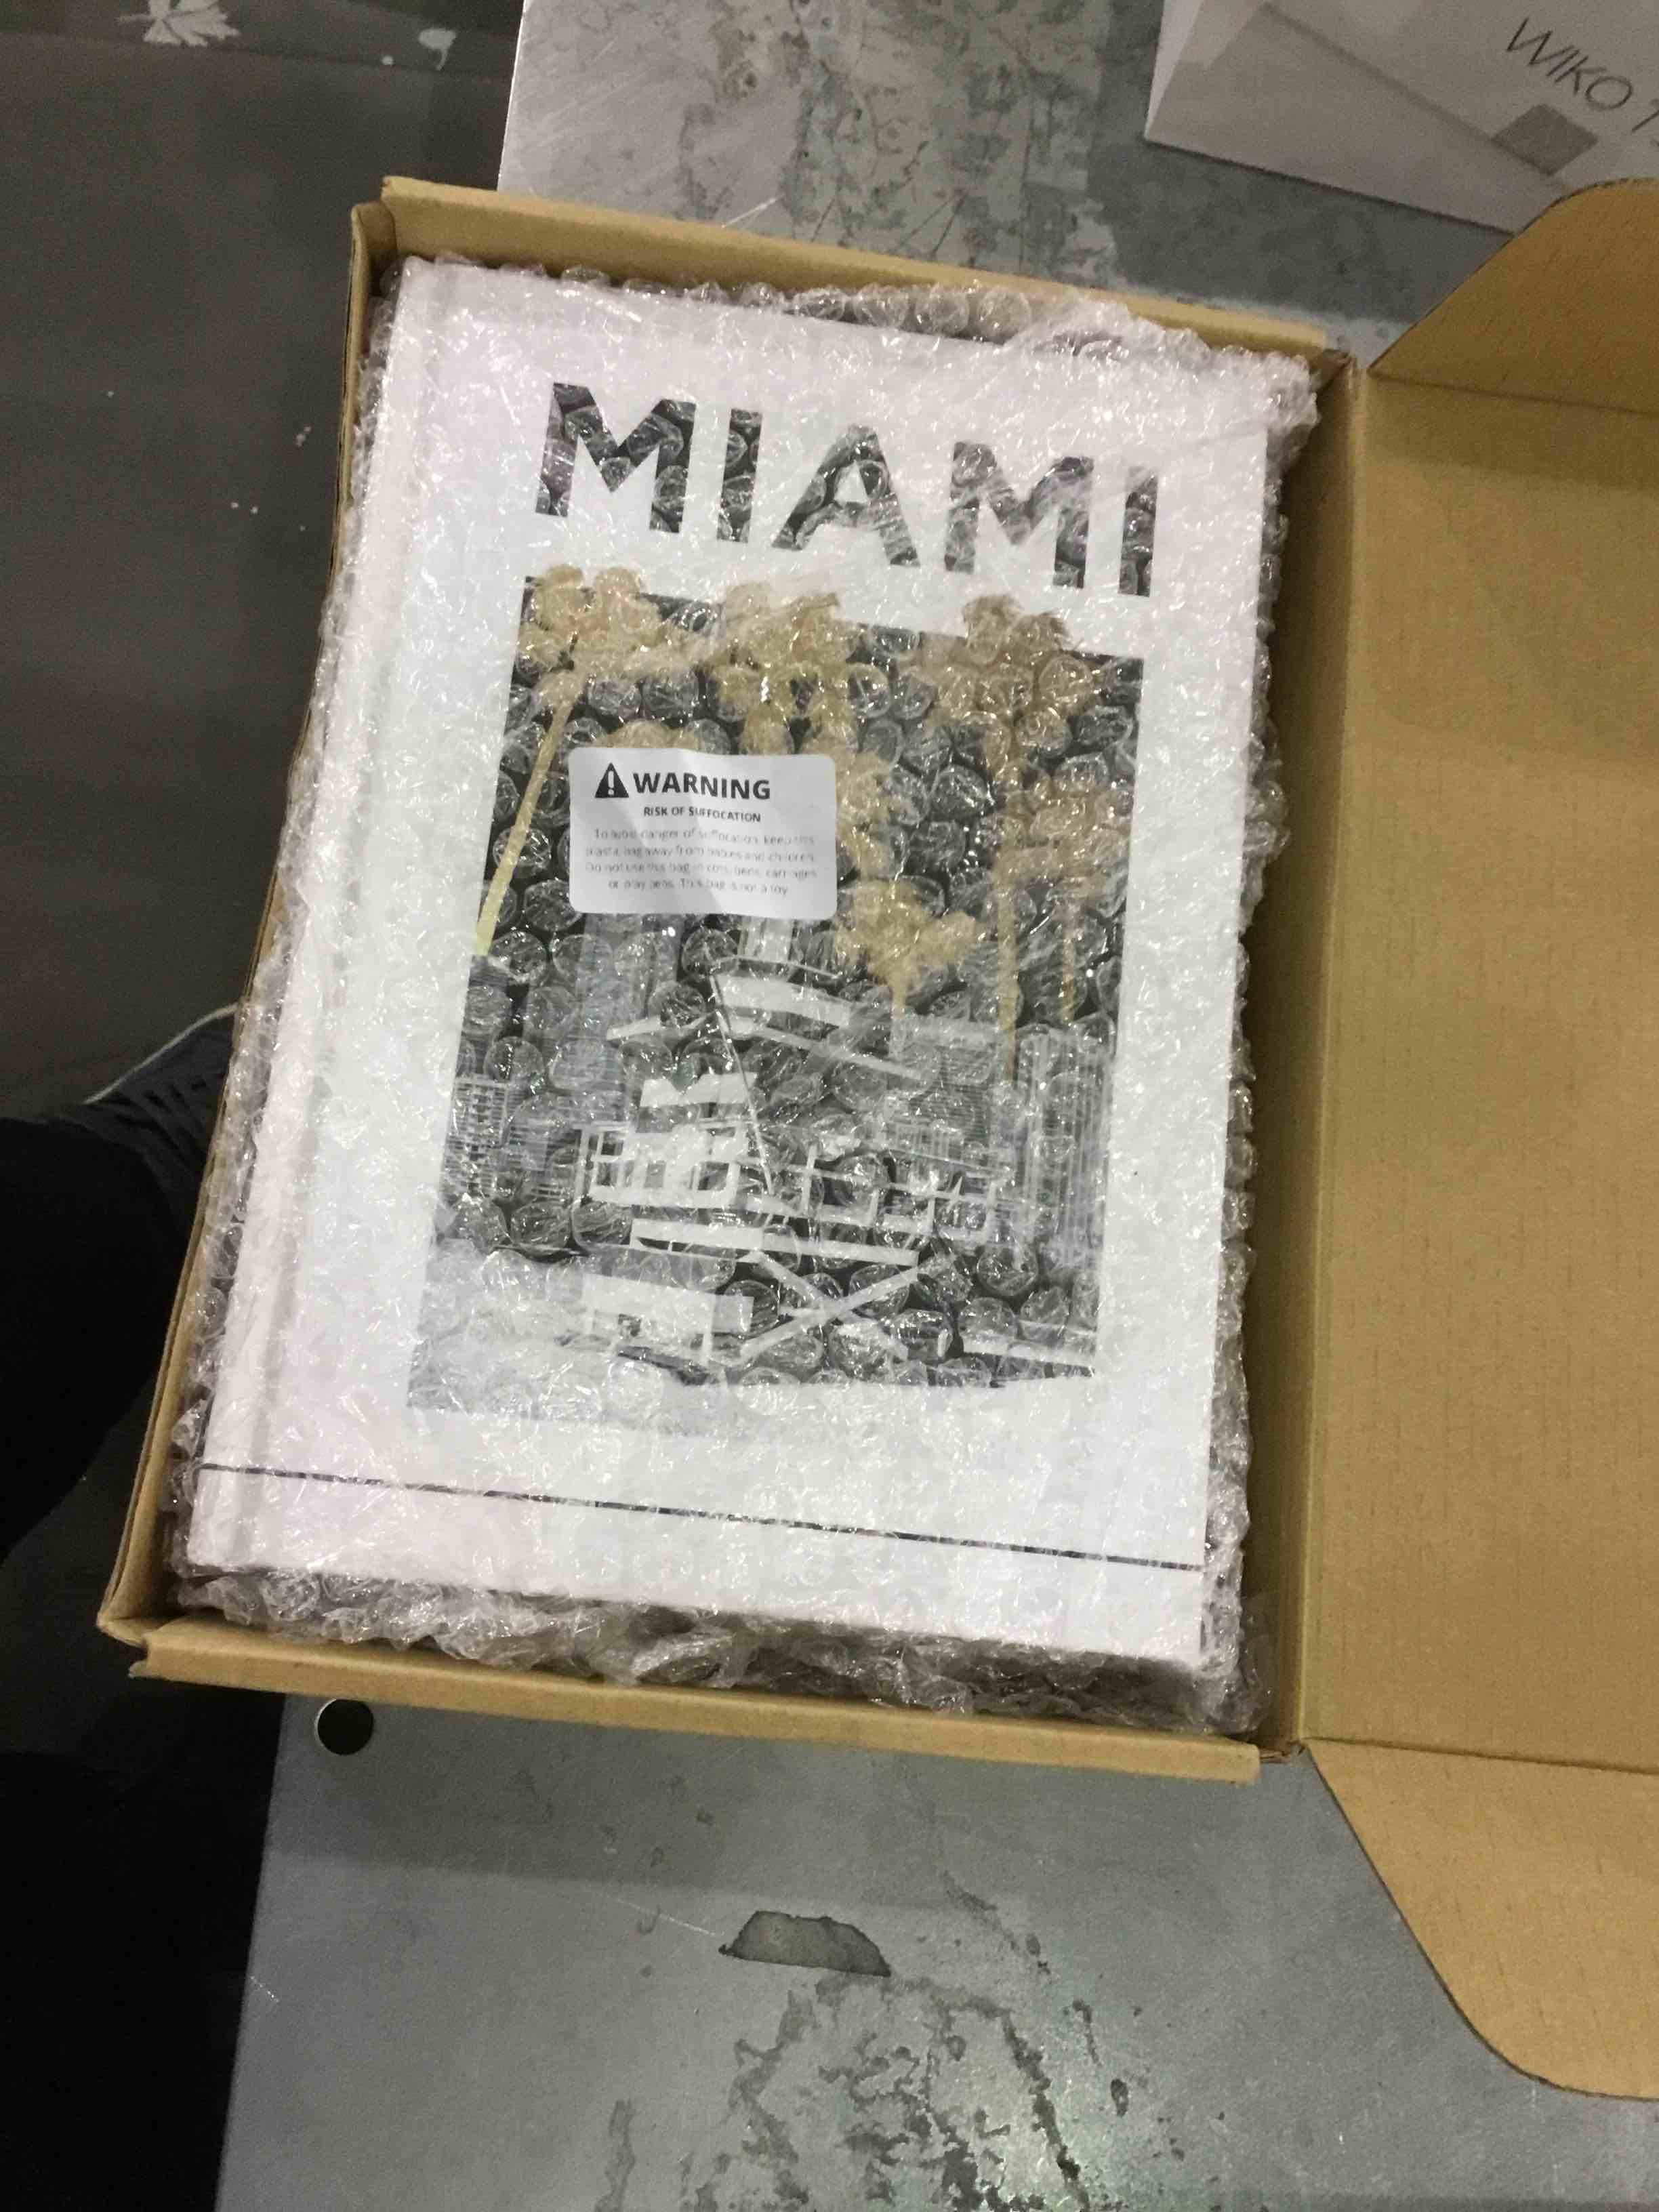 WIKO
MIAMI
WARNING
RISK OF SUFFOCATION
To avoid danger of suffocation, keep this
plastic bag away from babies and children.
Do not use this bag in cribs, beds, carriages
or play pens. This bag is not a toy.